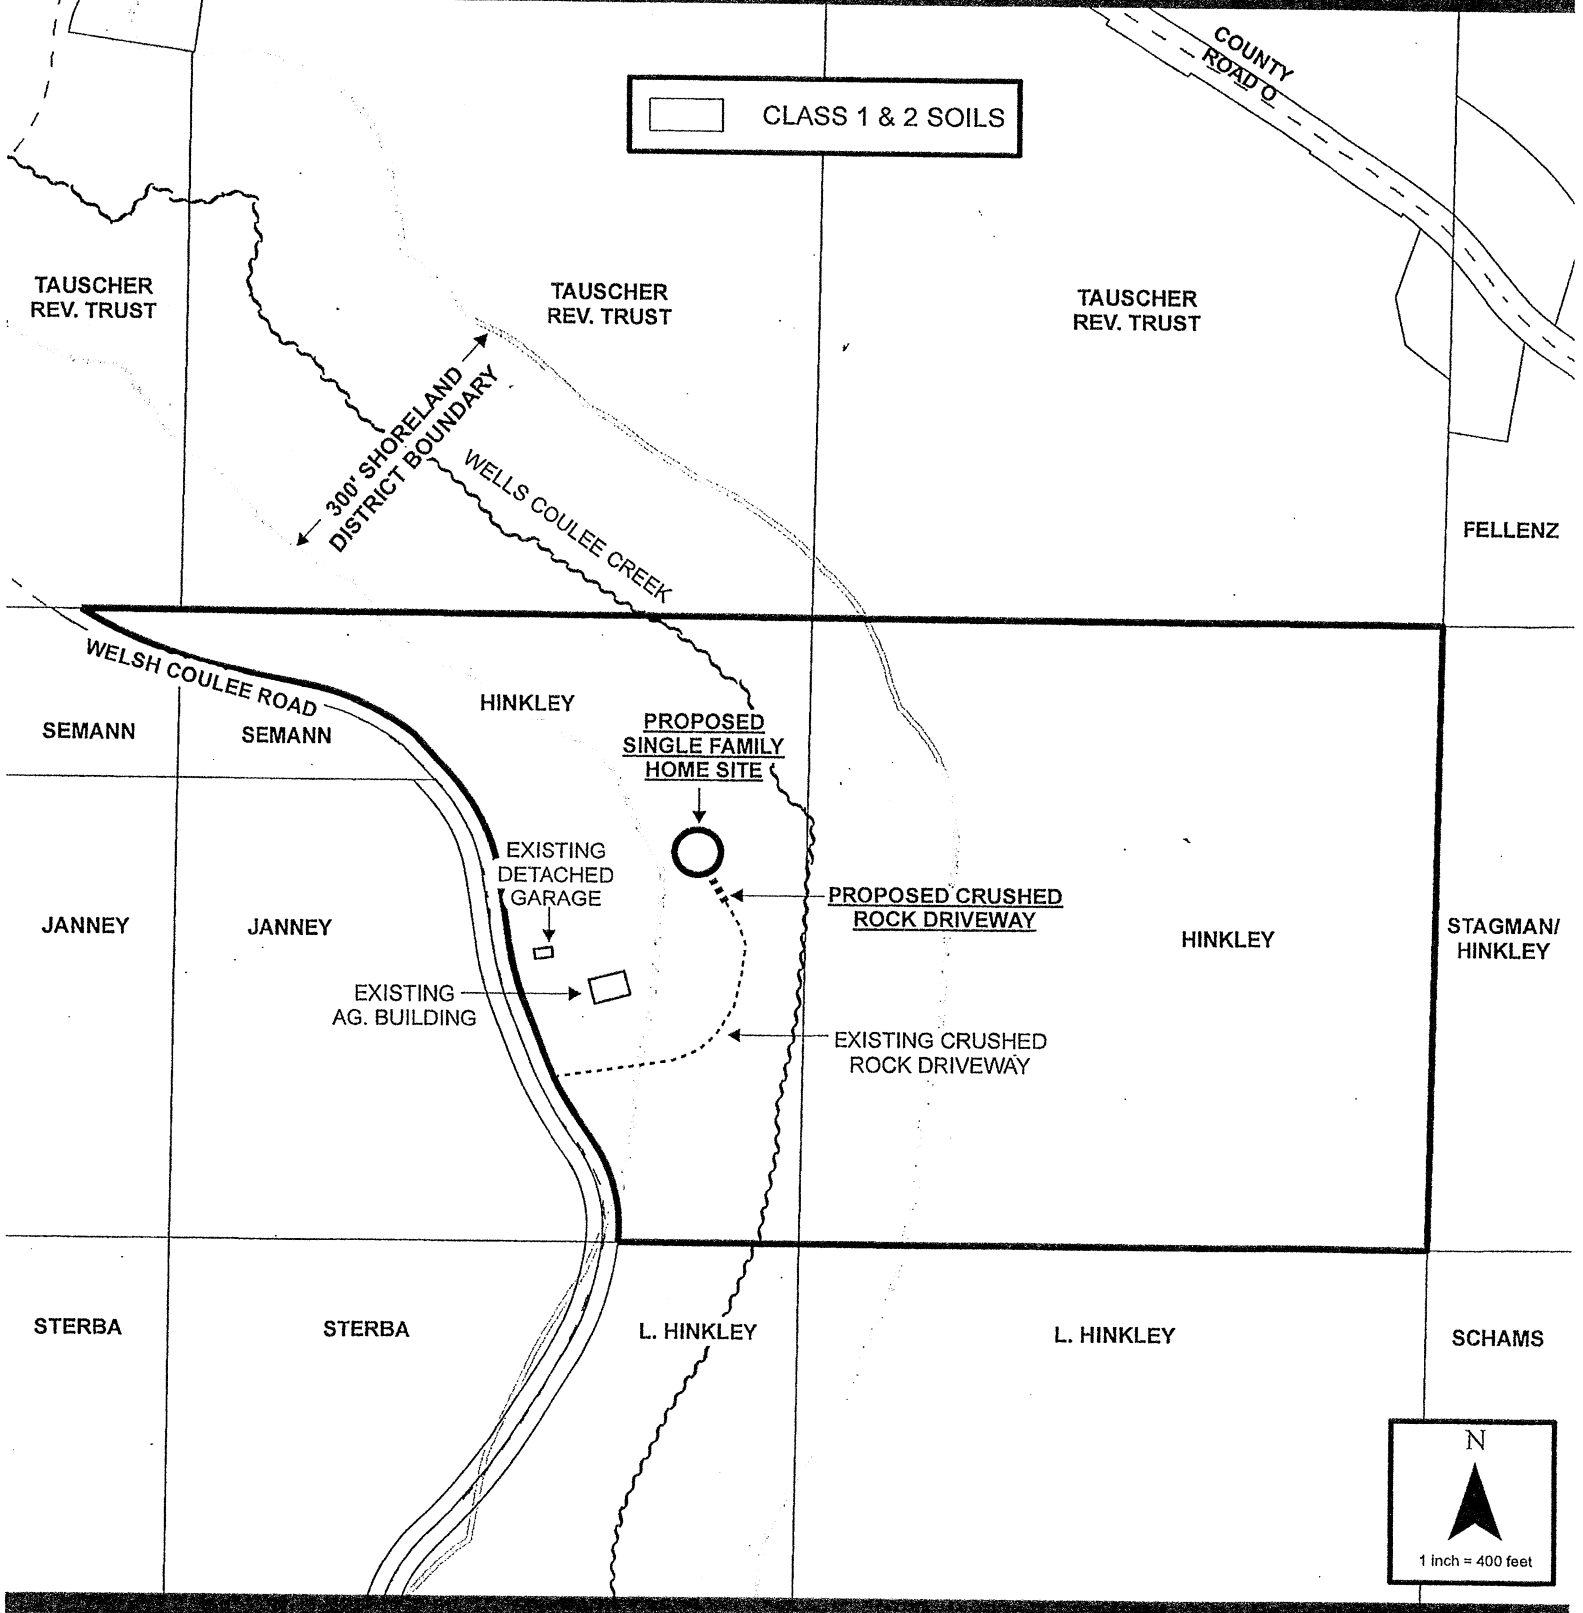 COUNTY
ROAD O
CLASS 1 & 2 SOILS
TAUSCHER
REV. TRUST
TAUSCHER
REV. TRUST
TAUSCHER
REV. TRUST
300' SHORELAND
DISTRICT BOUNDARY
WELLS COULEE CREEK
FELLENZ
WELSH COULEE ROAD
HINKLEY
SEMANN
SEMANN
PROPOSED
SINGLE FAMILY
HOME SITE
EXISTING
DETACHED
GARAGE
PROPOSED CRUSHED
ROCK DRIVEWAY
JANNEY
JANNEY
HINKLEY
STAGMAN/
HINKLEY
EXISTING
AG. BUILDING
EXISTING CRUSHED
ROCK DRIVEWAY
STERBA
STERBA
L. HINKLEY
L. HINKLEY
SCHAMS
N
1 inch = 400 feet